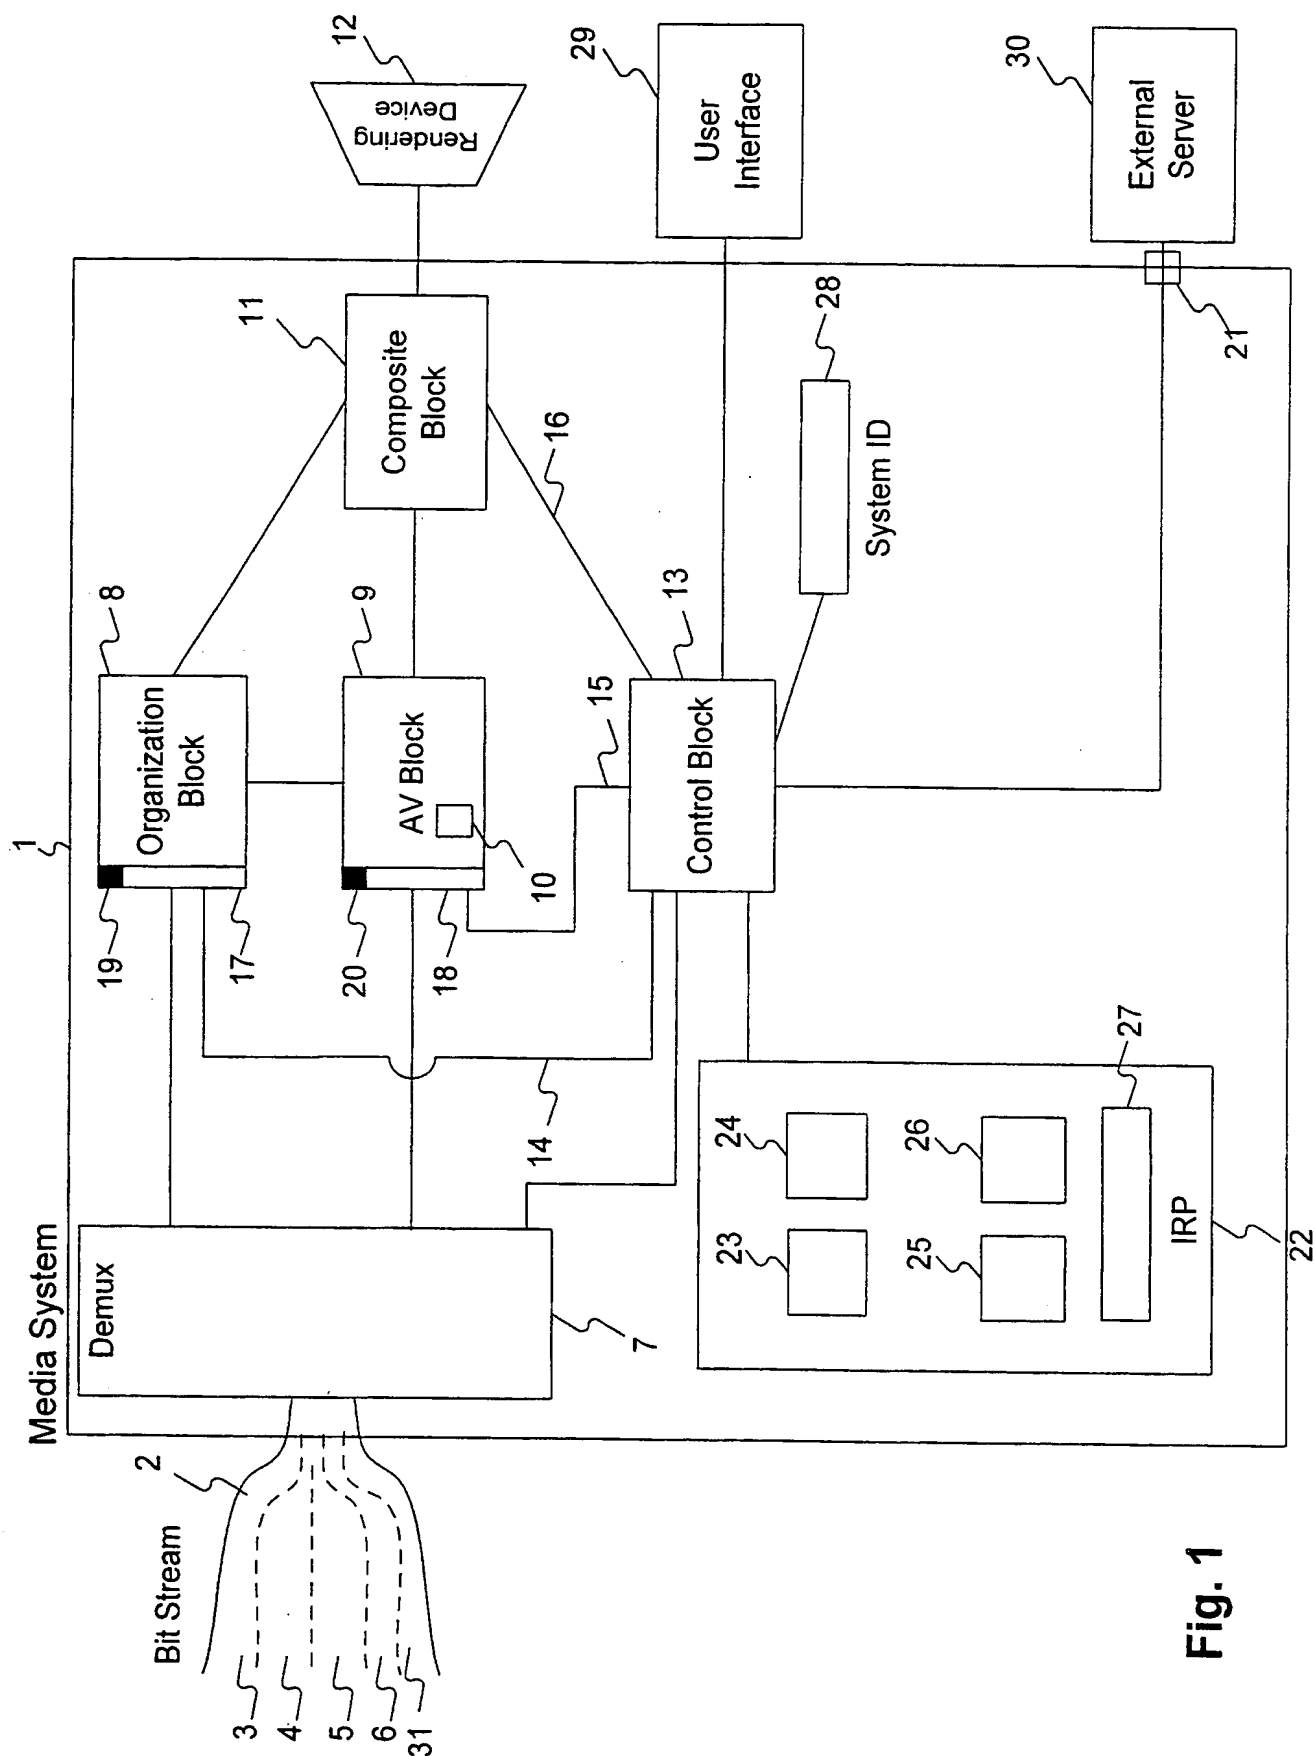 Media System
1
Bit Stream
2
3
4
5
6
31
Demux
7
19
17
Organization
Block
8
20
18
AV Block
9
10
14
15
Control Block
13
16
Composite
Block
11
Rendering
Device
12
User
Interface
29
External
Server
30
21
28
System ID
23
24
25
26
27
IRP
22
Fig. 1